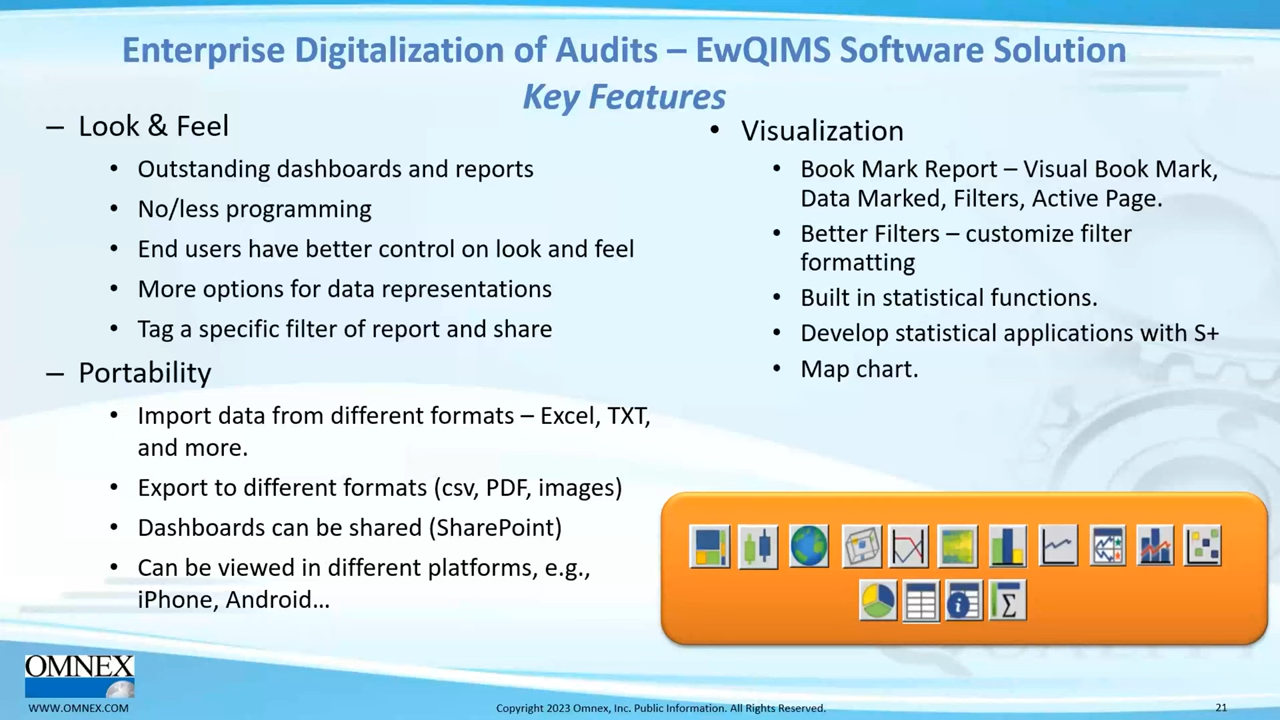 Enterprise Digitalization of Audits – EwQIMS Software Solution
Key Features
– Look & Feel
• Outstanding dashboards and reports
• No/less programming
• End users have better control on look and feel
• More options for data representations
• Tag a specific filter of report and share
– Portability
• Import data from different formats – Excel, TXT,
and more.
• Export to different formats (csv, PDF, images)
• Dashboards can be shared (SharePoint)
• Can be viewed in different platforms, e.g.,
iPhone, Android…
• Visualization
• Book Mark Report – Visual Book Mark,
Data Marked, Filters, Active Page.
• Better Filters – customize filter
formatting
• Built in statistical functions.
• Develop statistical applications with S+
• Map chart.
Σ
OMNEX
WWW.OMNEX.COM
Copyright 2023 Omnex, Inc. Public Information. All Rights Reserved.
21